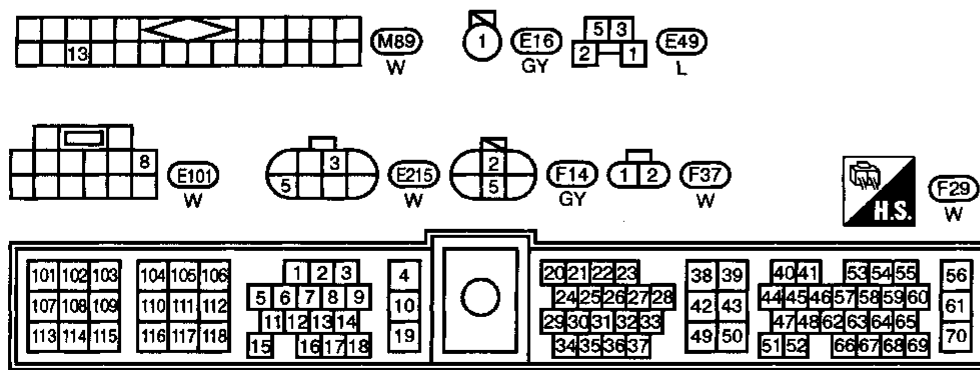 13 M89 1 E16 5 3 E49
W GY 2 1 L
8 E101 3 E215 2 F14 1 2 F37 F29
W 5 W 5 GY W H.S. W
101 102 103 104 105 106 1 2 3 4 20 21 22 23 38 39 40 41 53 54 55 56
107 108 109 110 111 112 5 6 7 8 9 10 24 25 26 27 28 42 43 44 45 46 57 58 59 60 61
113 114 115 116 117 118 11 12 13 14 19 29 30 31 32 33 49 50 47 48 62 63 64 65 70
15 16 17 18 34 35 36 37 51 52 66 67 68 69